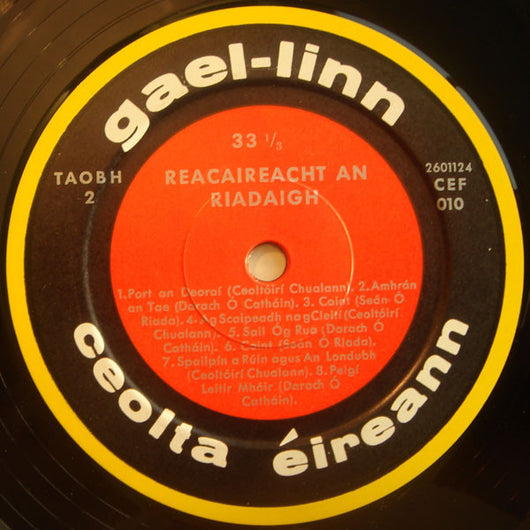 gael-linn
33 1/3
TAOBH
2
REACAIREACHT AN
RIADAIGH
2601124
CEF
010
1.Port an Deoraí (Ceoltóirí Chualann). 2.Amhrán
an Tae (Darach Ó Catháin). 3. Caint (Seán Ó
Riada). 4. Ag Scaipeadh na gCleití (Ceoltóirí
Chualann). 5. Sail Óg Rua (Darach Ó
Catháin). 6. Caint (Seán Ó Riada).
7. Spailpín a Rúin agus An Londubh
(Ceoltóirí Chualann). 8. Peigí
Leitir Mhóir (Darach Ó
Catháin).
ceolta éireann